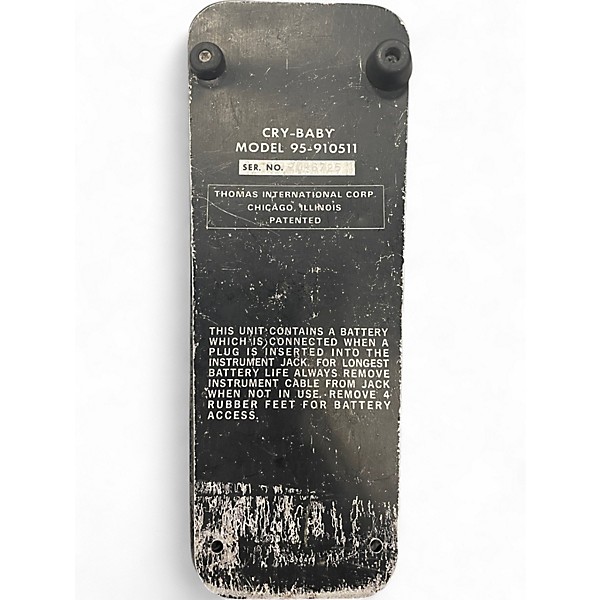 CRY-BABY
MODEL 95-910511
SER. NO.
THOMAS INTERNATIONAL CORP.
CHICAGO, ILLINOIS
PATENTED
THIS UNIT CONTAINS A BATTERY
WHICH IS CONNECTED WHEN A
PLUG IS INSERTED INTO THE
INSTRUMENT JACK. FOR LONGEST
BATTERY LIFE ALWAYS REMOVE
INSTRUMENT CABLE FROM JACK
WHEN NOT IN USE. REMOVE 4
RUBBER FEET FOR BATTERY
ACCESS.